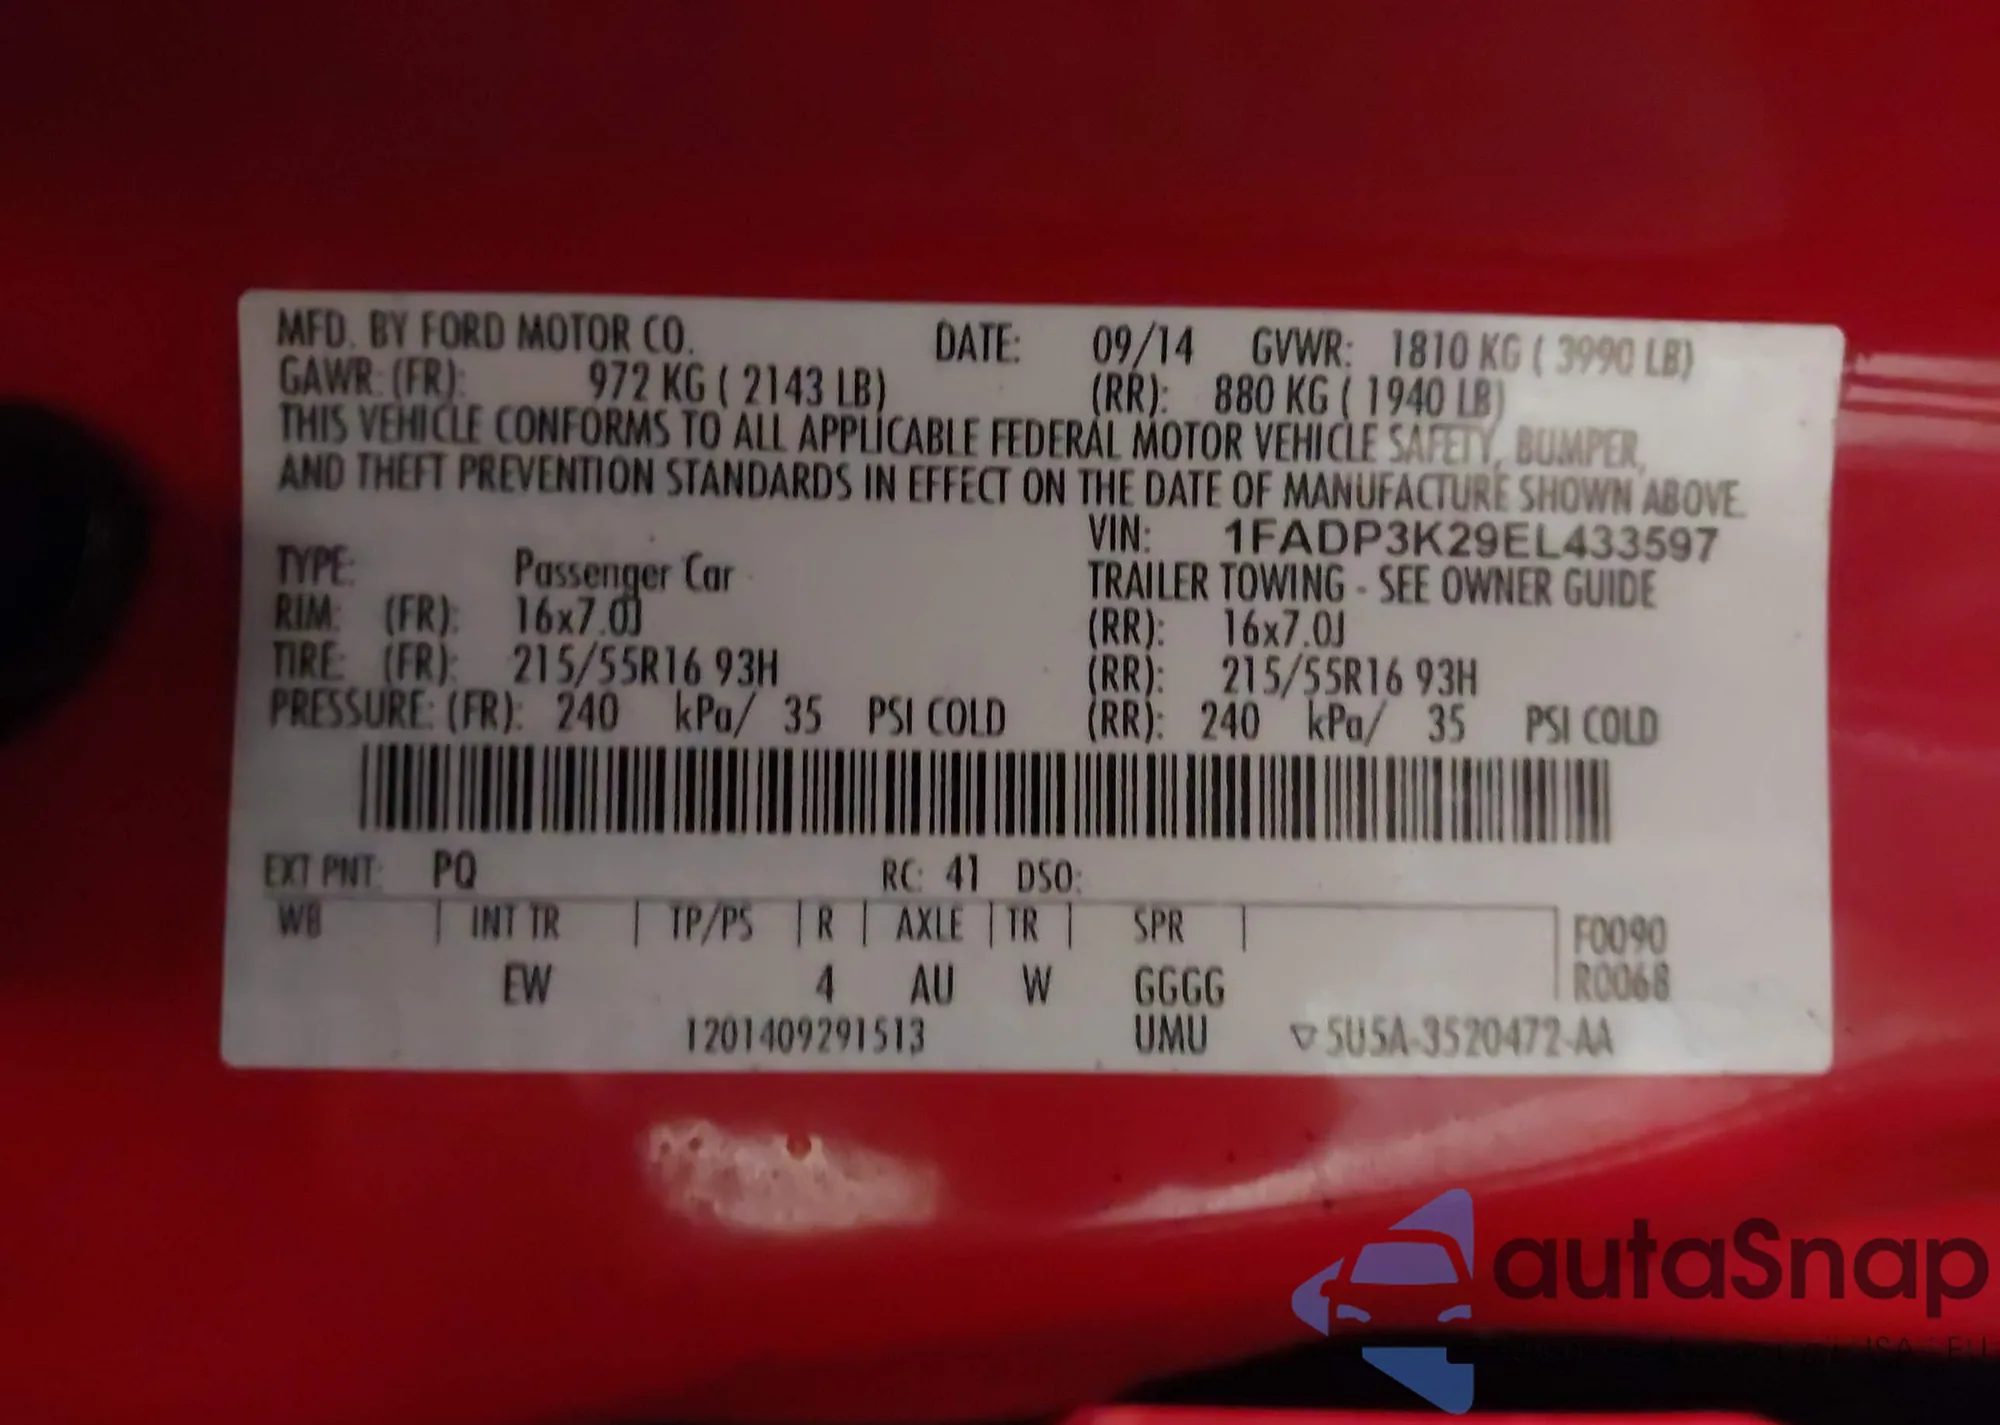 MFD. BY FORD MOTOR CO. DATE: 09/14 GVWR: 1810 KG ( 3990 LB)
GAWR: (FR): 972 KG ( 2143 LB) (RR): 880 KG ( 1940 LB)
THIS VEHICLE CONFORMS TO ALL APPLICABLE FEDERAL MOTOR VEHICLE SAFETY, BUMPER,
AND THEFT PREVENTION STANDARDS IN EFFECT ON THE DATE OF MANUFACTURE SHOWN ABOVE.
VIN: 1FADP3K29EL433597
TYPE: Passenger Car TRAILER TOWING - SEE OWNER GUIDE
RIM: (FR): 16x7.0J (RR): 16x7.0J
TIRE: (FR): 215/55R16 93H (RR): 215/55R16 93H
PRESSURE: (FR): 240 kPa/ 35 PSI COLD (RR): 240 kPa/ 35 PSI COLD
EXT PNT: PQ RC: 41 DSO:
WB INT TR TP/PS R AXLE TR SPR F0090
EW 4 AU W GGGG R0068
1201409291513 UMU 5U5A-3520472-AA
autaSnap
USA EU